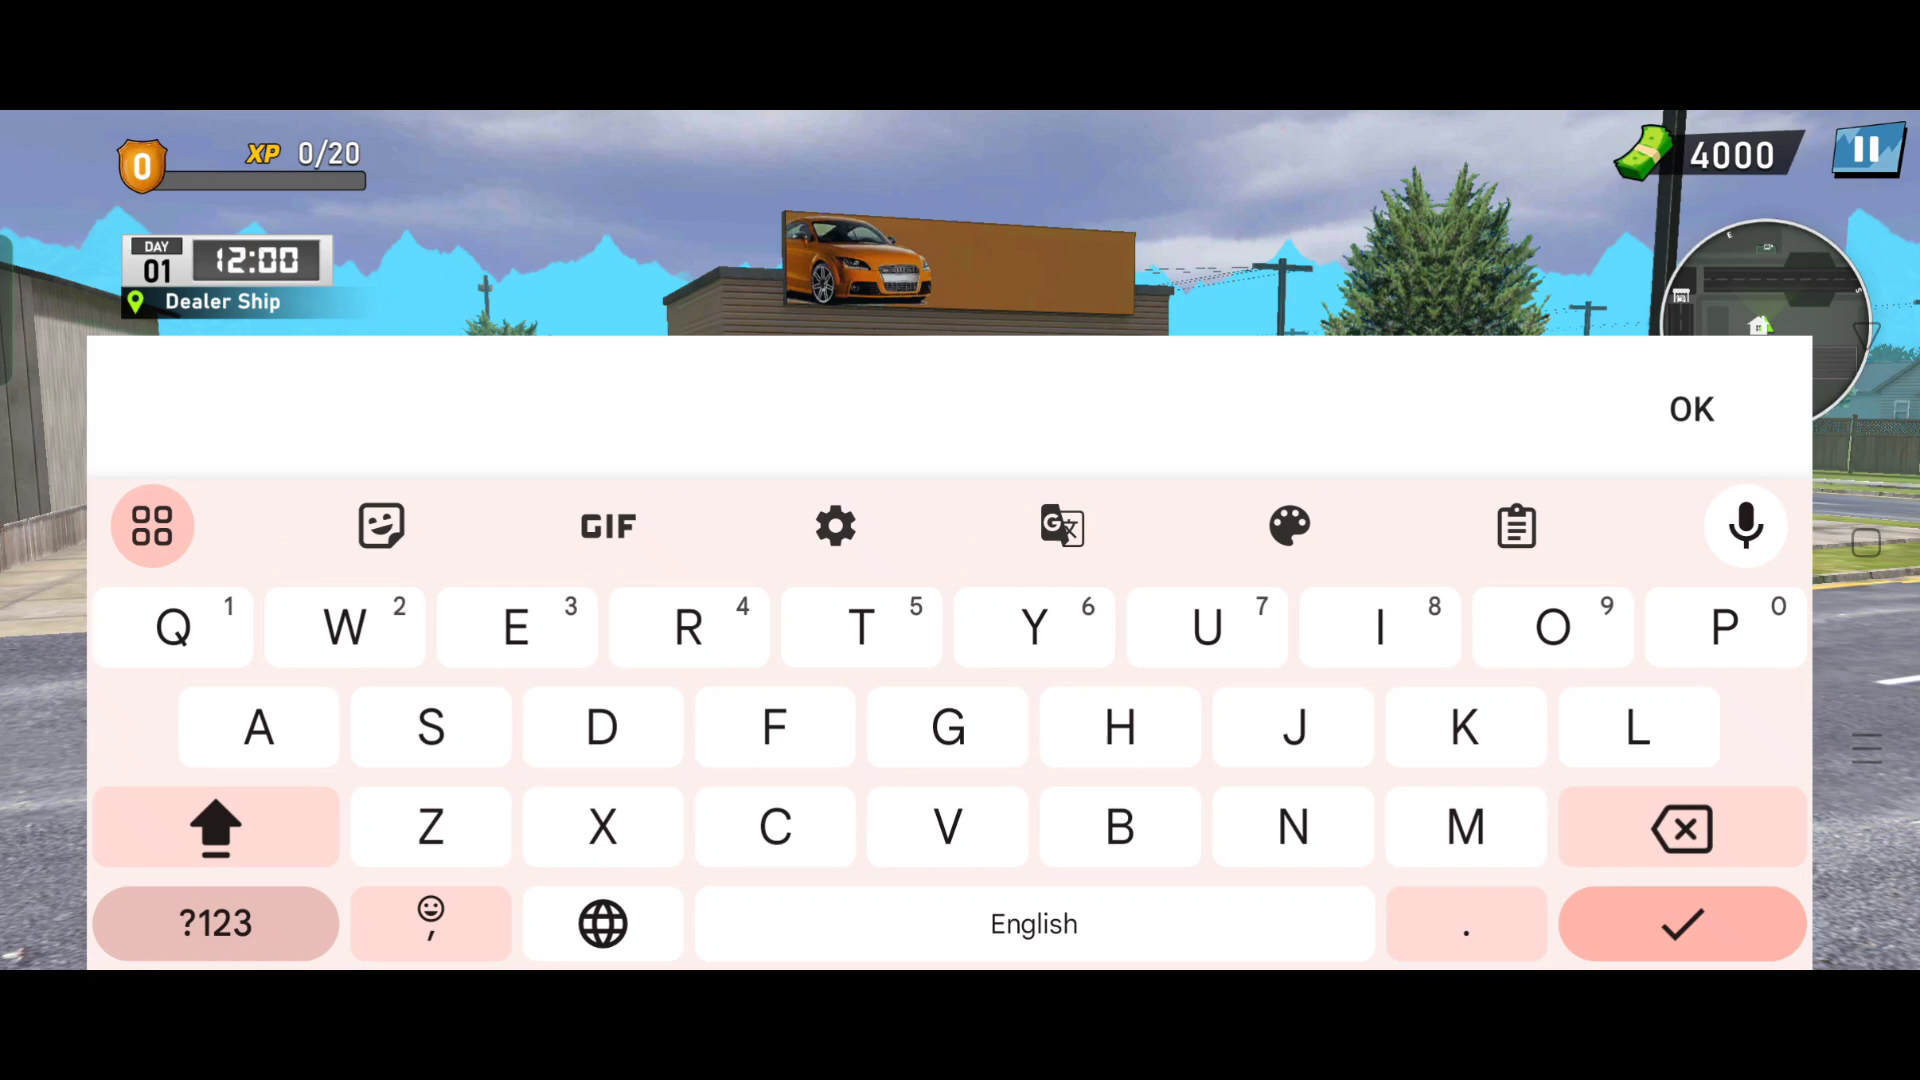 0 XP 0/20
4000
DAY
01 12:00
Dealer Ship
OK
GIF
Q 1 W 2 E 3 R 4 T 5 Y 6 U 7 I 8 O 9 P 0
A S D F G H J K L
Z X C V B N M
?123 , English .